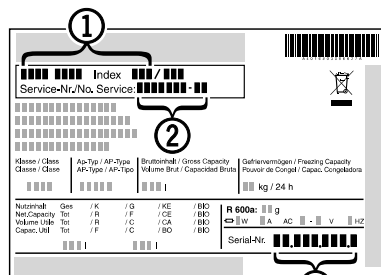 1
Index /
Service-Nr./No. Service: -
2
Klasse / Class
Classe / Clase
Ap-Typ / AP-Type
AP-Type / AP-Tipo
Bruttoinhalt / Gross Capacity
Volume Brut / Capacidad Bruta
Gefriervermögen / Freezing Capacity
Pouvoir de Congel / Capac. Congeladora
l
kg / 24 h
Nutzinhalt Ges / K / G / KE / BIO
Net.Capacity Tot / R / F / CE / BIO
Volume Utile Tot / R / C / CA / BIO
Capac. Util Tot / F / C / BO / BIO
l l
R 600a: g
W A AC - V HZ
Serial-Nr.